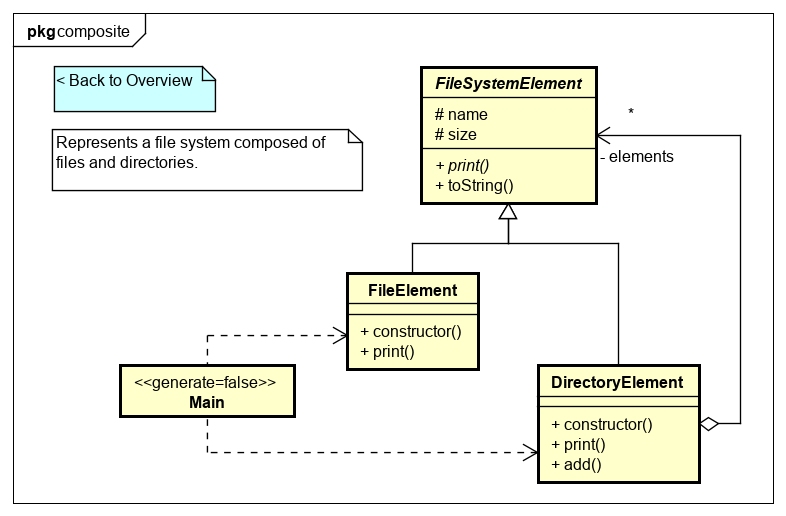 pkg composite
< Back to Overview
Represents a file system composed of
files and directories.
FileSystemElement
# name
# size
+ print()
+ toString()
*
- elements
FileElement
+ constructor()
+ print()
<<generate=false>>
Main
DirectoryElement
+ constructor()
+ print()
+ add()